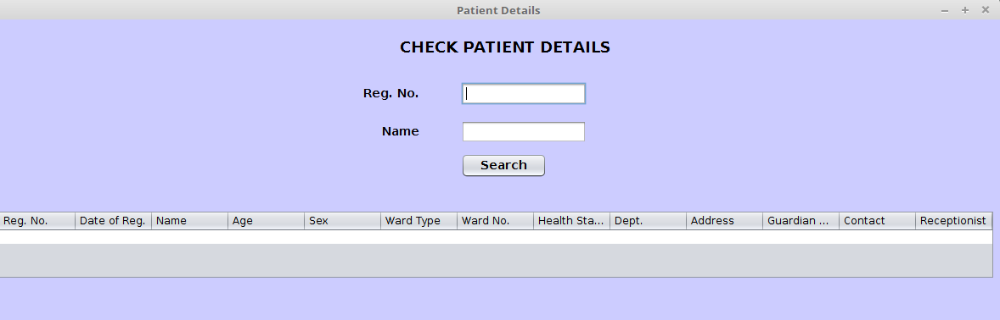 Patient Details
CHECK PATIENT DETAILS
Reg. No.
Name
Search
Reg. No. Date of Reg. Name Age Sex Ward Type Ward No. Health Sta... Dept. Address Guardian ... Contact Receptionist